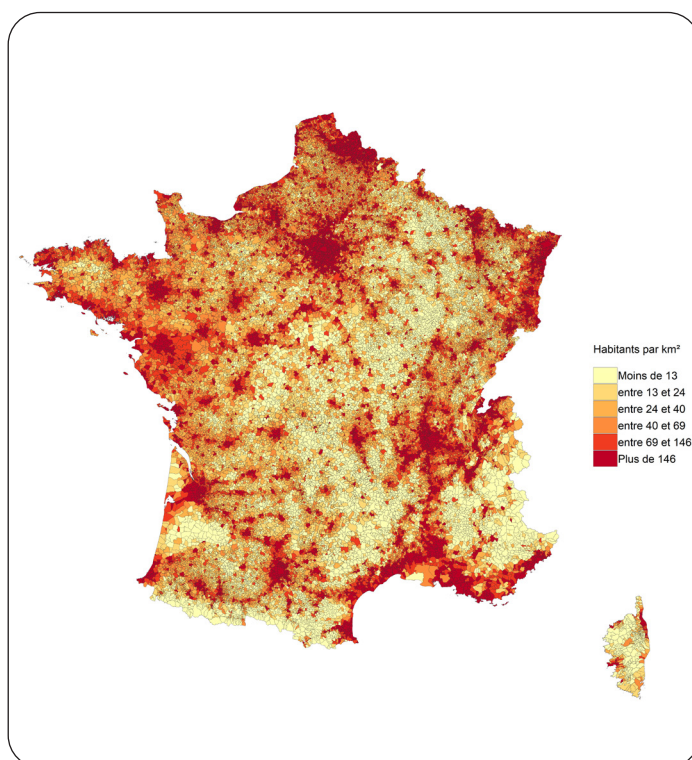 Habitants par km²
Moins de 13
entre 13 et 24
entre 24 et 40
entre 40 et 69
entre 69 et 146
Plus de 146